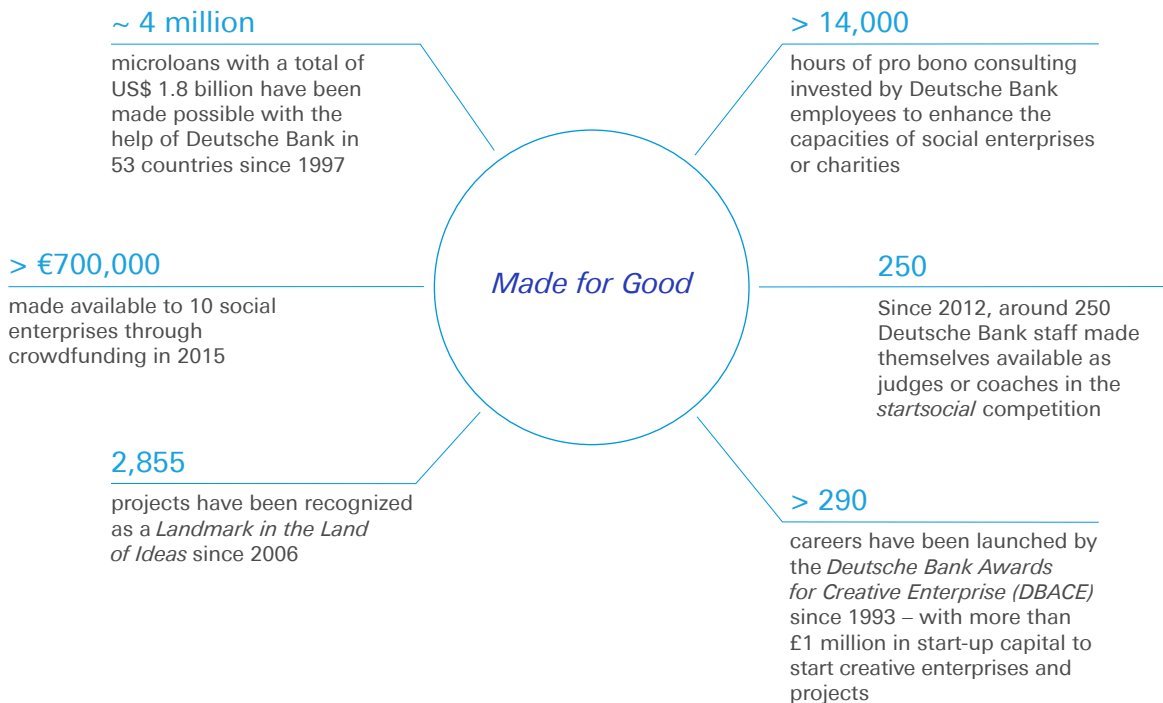 ~ 4 million
microloans with a total of
US$ 1.8 billion have been
made possible with the
help of Deutsche Bank in
53 countries since 1997
> 14,000
hours of pro bono consulting
invested by Deutsche Bank
employees to enhance the
capacities of social enterprises
or charities
> €700,000
made available to 10 social
enterprises through
crowdfunding in 2015
Made for Good
250
Since 2012, around 250
Deutsche Bank staff made
themselves available as
judges or coaches in the
startsocial competition
2,855
projects have been recognized
as a Landmark in the Land
of Ideas since 2006
> 290
careers have been launched by
the Deutsche Bank Awards
for Creative Enterprise (DBACE)
since 1993 – with more than
£1 million in start-up capital to
start creative enterprises and
projects